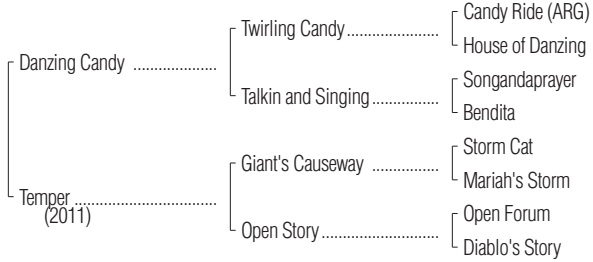 Candy Ride (ARG)
Twirling Candy
House of Danzing
Danzing Candy
Songandaprayer
Talkin and Singing
Bendita
Storm Cat
Giant's Causeway
Mariah's Storm
Temper
(2011)
Open Forum
Open Story
Diablo's Story